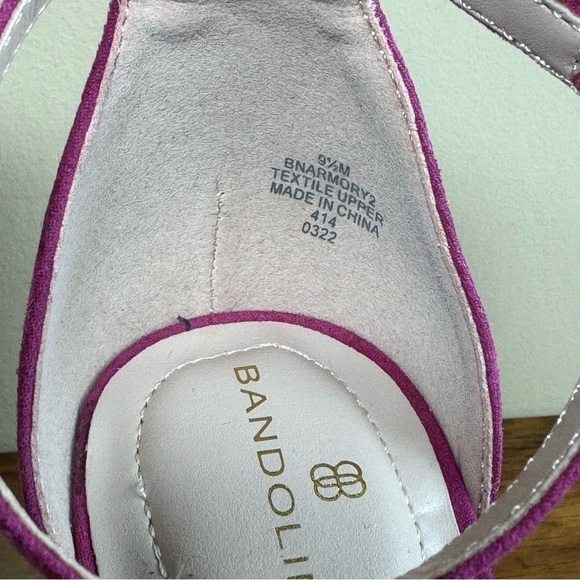 9½M
BNARMORY2
TEXTILE UPPER
MADE IN CHINA
414
0322
BANDOLI